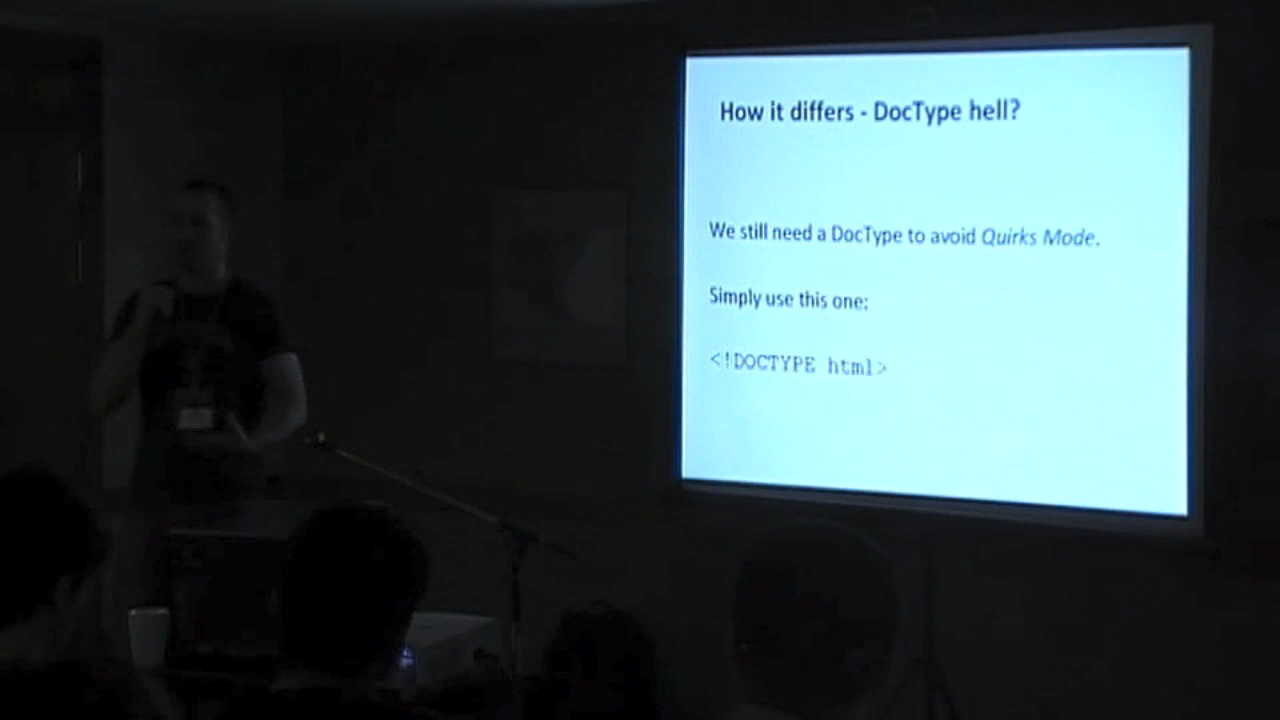 How it differs - DocType hell?
We still need a DocType to avoid Quirks Mode.
Simply use this one:
<!DOCTYPE html>